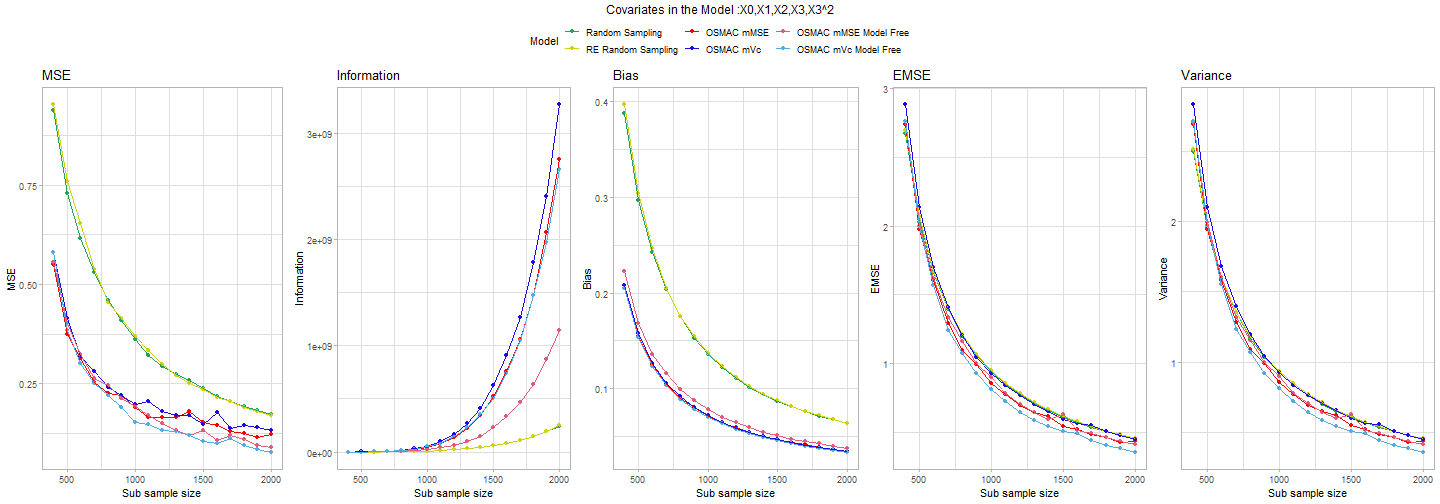 Covariates in the Model :X0,X1,X2,X3,X3^2
Model
Random Sampling
OSMAC mMSE
OSMAC mMSE Model Free
RE Random Sampling
OSMAC mVc
OSMAC mVc Model Free
MSE
MSE
0.75
0.50
0.25
500
1000
1500
2000
Sub sample size
Information
Information
3e+09
2e+09
1e+09
0e+00
500
1000
1500
2000
Sub sample size
Bias
Bias
0.4
0.3
0.2
0.1
500
1000
1500
2000
Sub sample size
EMSE
EMSE
3
2
1
500
1000
1500
2000
Sub sample size
Variance
Variance
2
1
500
1000
1500
2000
Sub sample size